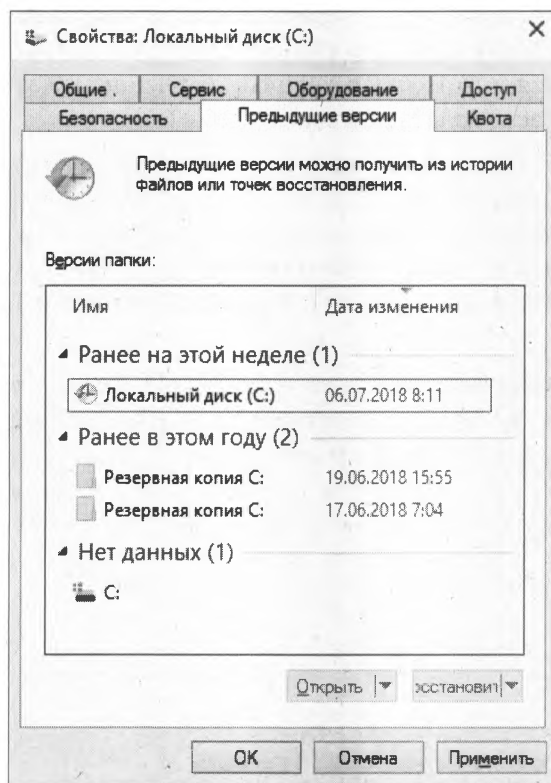 Свойства: Локальный диск (C:)
Общие
Сервис
Оборудование
Доступ
Безопасность
Предыдущие версии
Квота
Предыдущие версии можно получить из истории
файлов или точек восстановления.
Версии папки:
Имя
Дата изменения
Ранее на этой неделе (1)
Локальный диск (C:)
06.07.2018 8:11
Ранее в этом году (2)
Резервная копия C:
19.06.2018 15:55
Резервная копия C:
17.06.2018 7:04
Нет данных (1)
C:
Открыть
осстановит
OK
Отмена
Применить